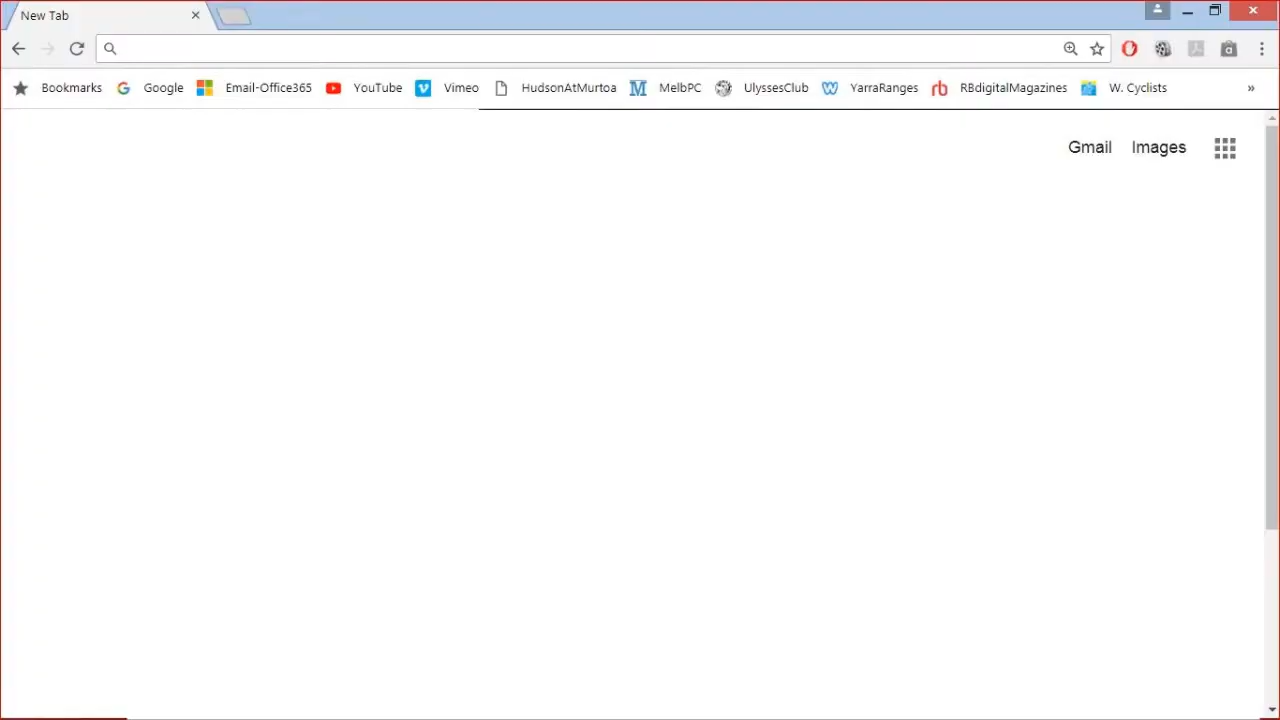 New Tab
Bookmarks Google Email-Office365 YouTube Vimeo HudsonAtMurtoa MelbPC UlyssesClub YarraRanges RBdigitalMagazines W. Cyclists »
Gmail Images